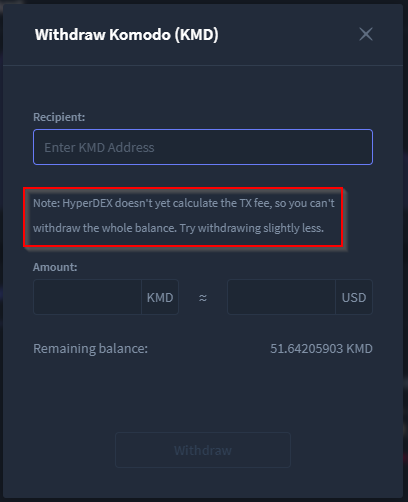 Withdraw Komodo (KMD)
Recipient:
Enter KMD Address
Note: HyperDEX doesn't yet calculate the TX fee, so you can't
withdraw the whole balance. Try withdrawing slightly less.
Amount:
KMD ≈ USD
Remaining balance: 51.64205903 KMD
Withdraw